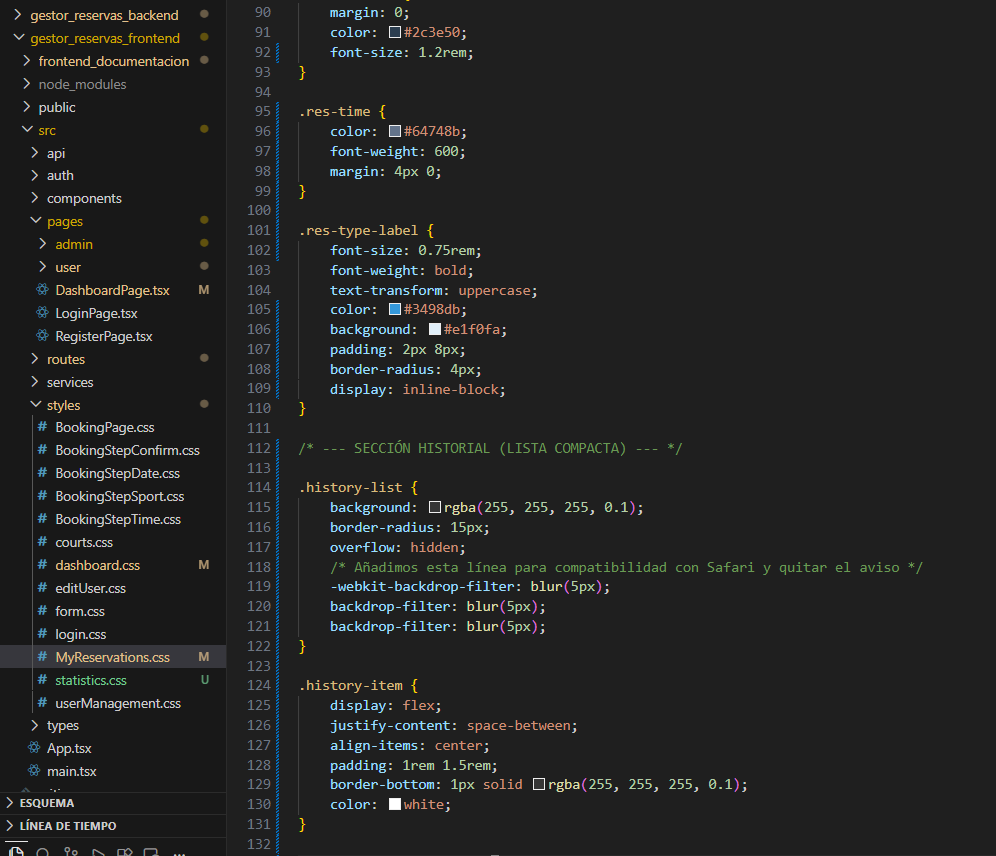 gestor_reservas_backend
gestor_reservas_frontend
frontend_documentacion
node_modules
public
src
api
auth
components
pages
admin
user
DashboardPage.tsx M
LoginPage.tsx
RegisterPage.tsx
routes
services
styles
# BookingPage.css
# BookingStepConfirm.css
# BookingStepDate.css
# BookingStepSport.css
# BookingStepTime.css
# courts.css
# dashboard.css M
# editUser.css
# form.css
# login.css
# MyReservations.css M
# statistics.css U
# userManagement.css
types
App.tsx
main.tsx
ESQUEMA
LÍNEA DE TIEMPO
90 margin: 0;
91 color: #2c3e50;
92 font-size: 1.2rem;
93 }
94
95 .res-time {
96 color: #64748b;
97 font-weight: 600;
98 margin: 4px 0;
99 }
100
101 .res-type-label {
102 font-size: 0.75rem;
103 font-weight: bold;
104 text-transform: uppercase;
105 color: #3498db;
106 background: #e1f0fa;
107 padding: 2px 8px;
108 border-radius: 4px;
109 display: inline-block;
110 }
111
112 /* --- SECCIÓN HISTORIAL (LISTA COMPACTA) --- */
113
114 .history-list {
115 background: rgba(255, 255, 255, 0.1);
116 border-radius: 15px;
117 overflow: hidden;
118 /* Añadimos esta línea para compatibilidad con Safari y quitar el aviso */
119 -webkit-backdrop-filter: blur(5px);
120 backdrop-filter: blur(5px);
121 backdrop-filter: blur(5px);
122 }
123
124 .history-item {
125 display: flex;
126 justify-content: space-between;
127 align-items: center;
128 padding: 1rem 1.5rem;
129 border-bottom: 1px solid rgba(255, 255, 255, 0.1);
130 color: white;
131 }
132